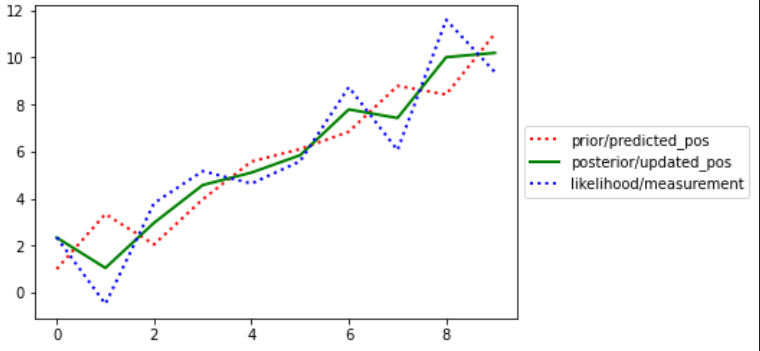 12
10
8
6
4
2
0
0 2 4 6 8
prior/predicted_pos
posterior/updated_pos
likelihood/measurement